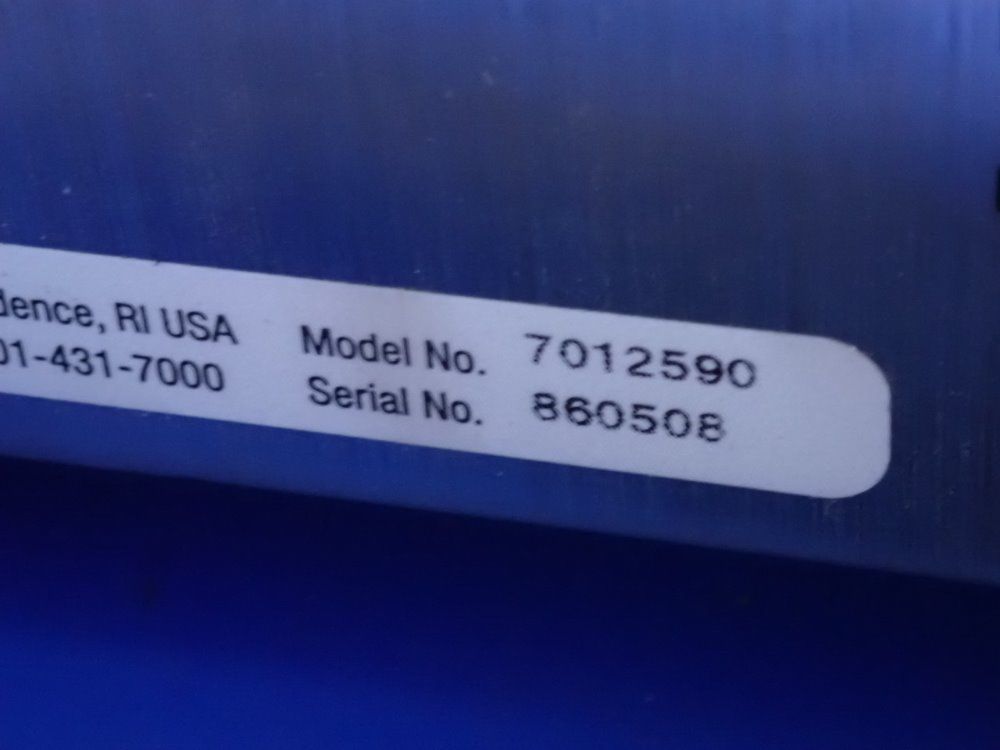 dence, RI USA
01-431-7000
Model No. 7012590
Serial No. 860508